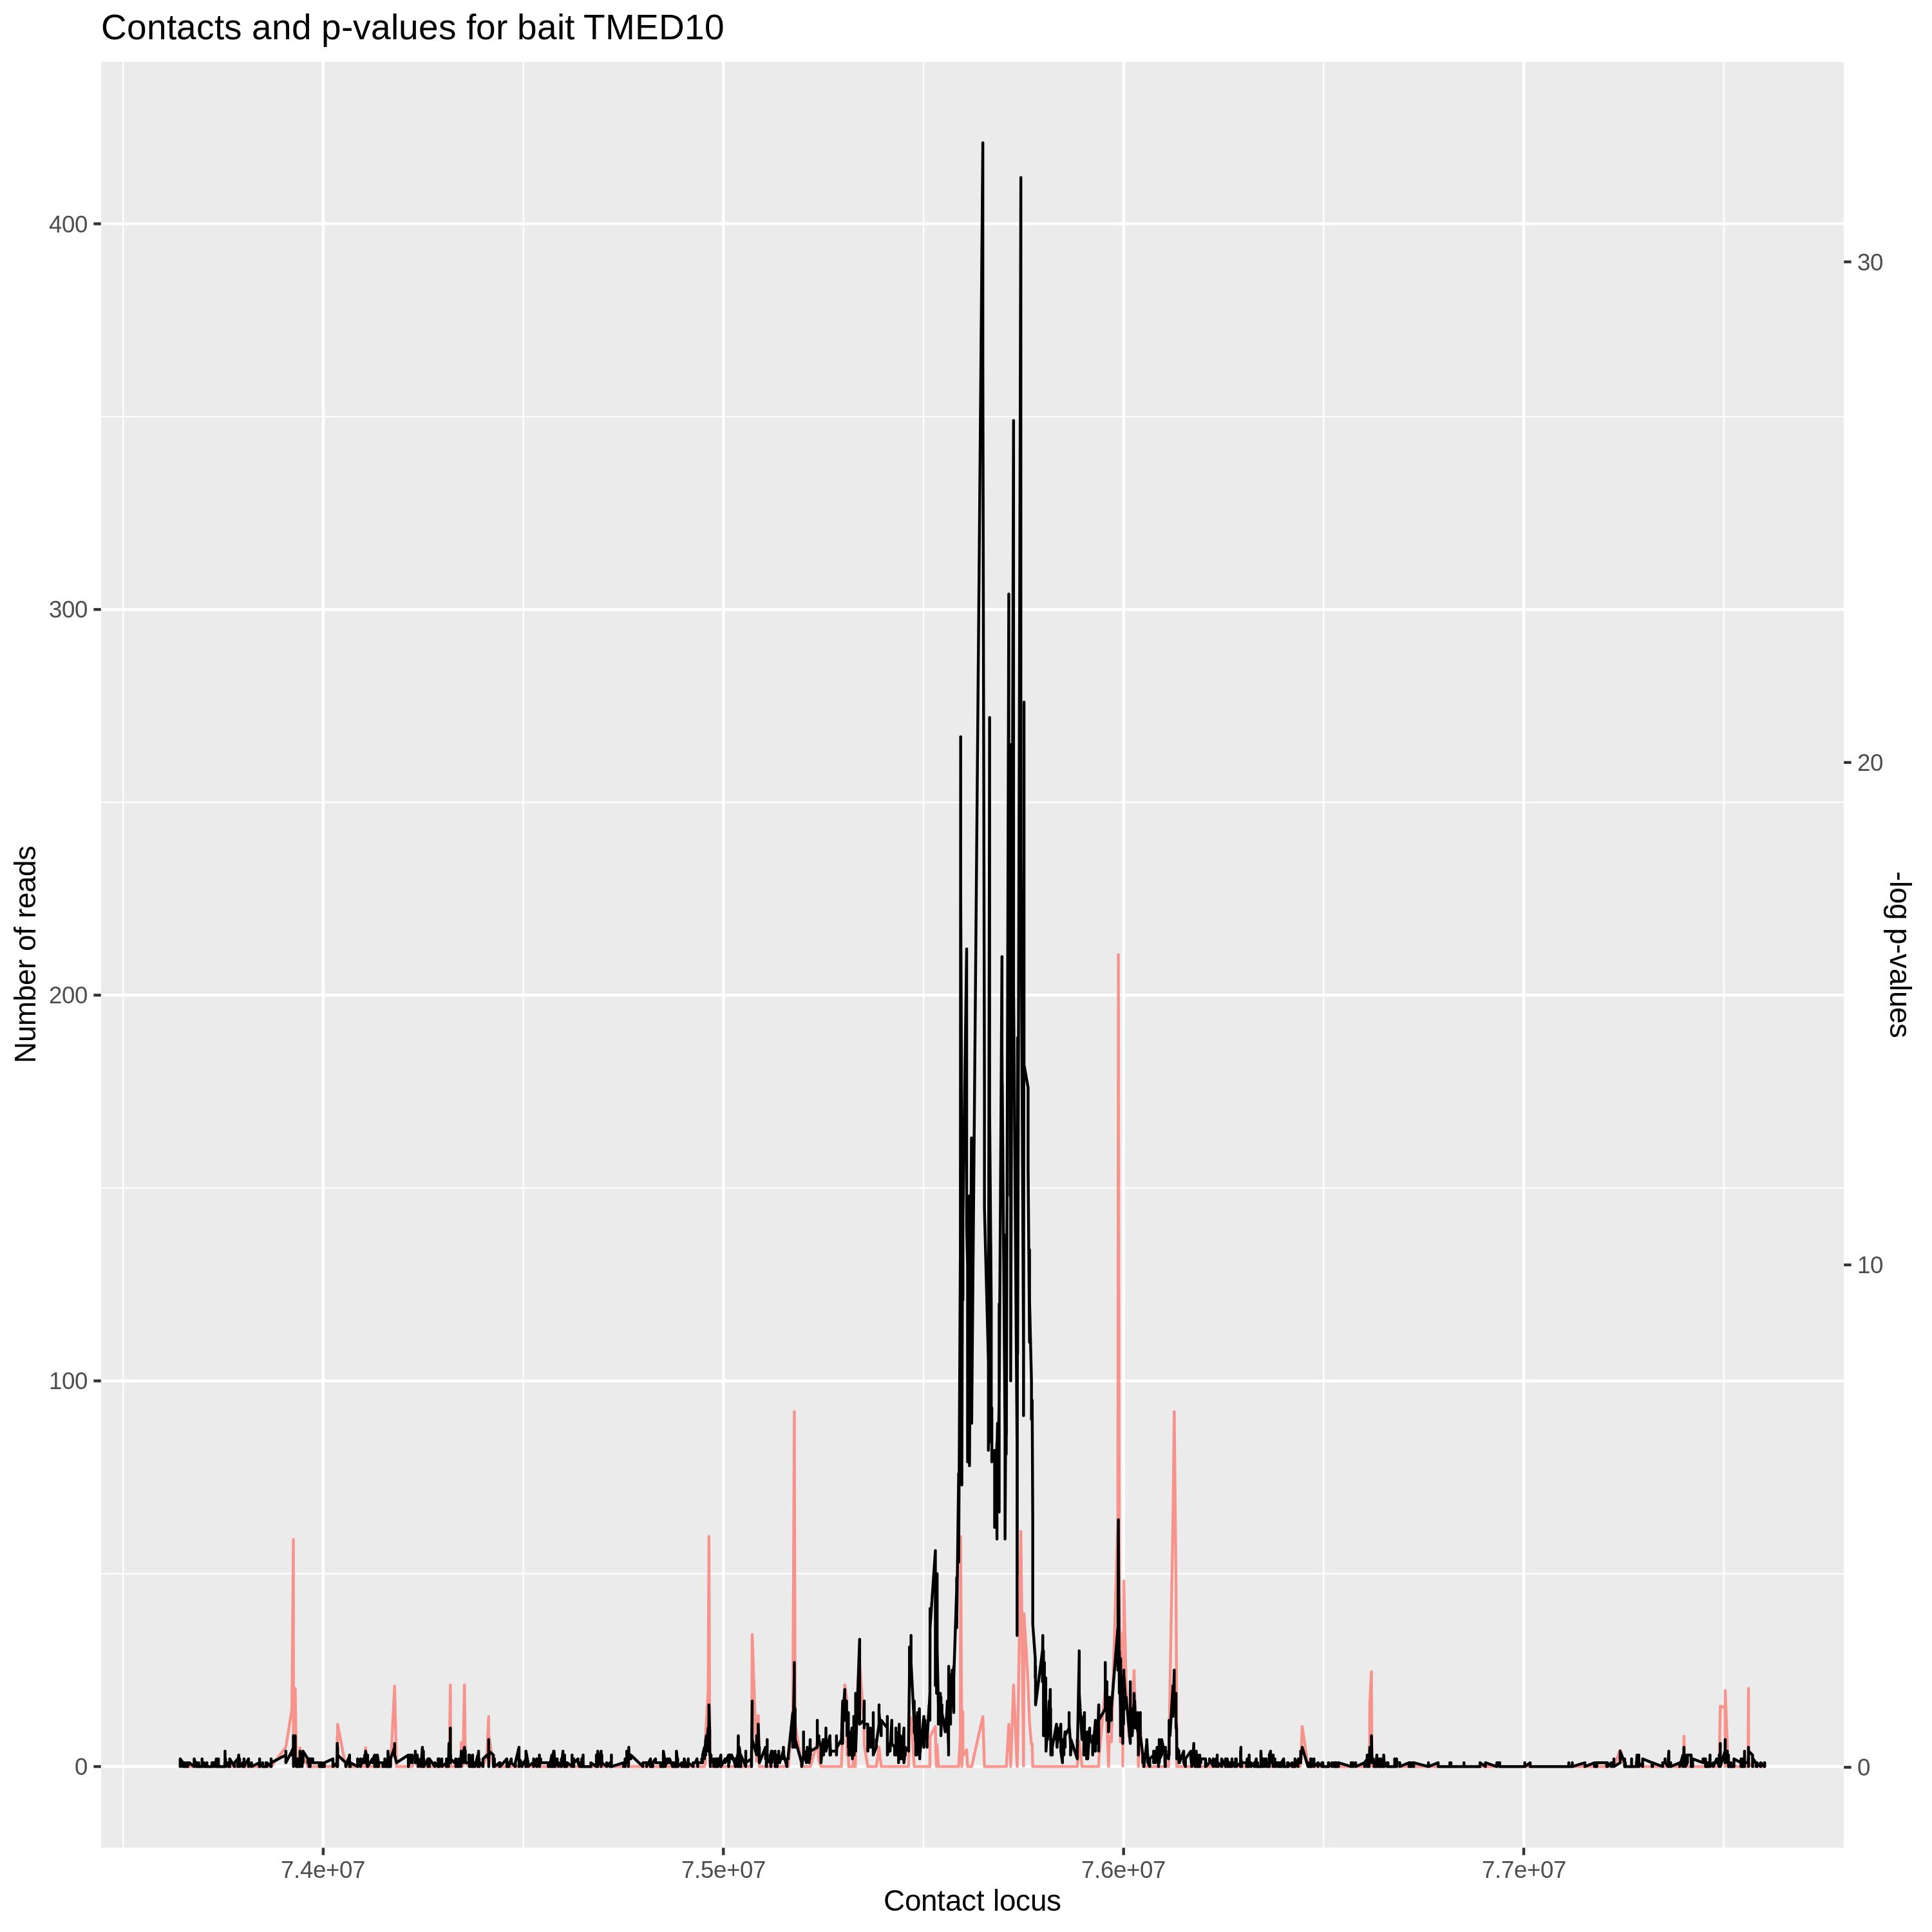 Contacts and p-values for bait TMED10
400
300
200
100
0
Number of reads
30
20
10
0
-log p-values
7.4e+07 7.5e+07 7.6e+07 7.7e+07
Contact locus